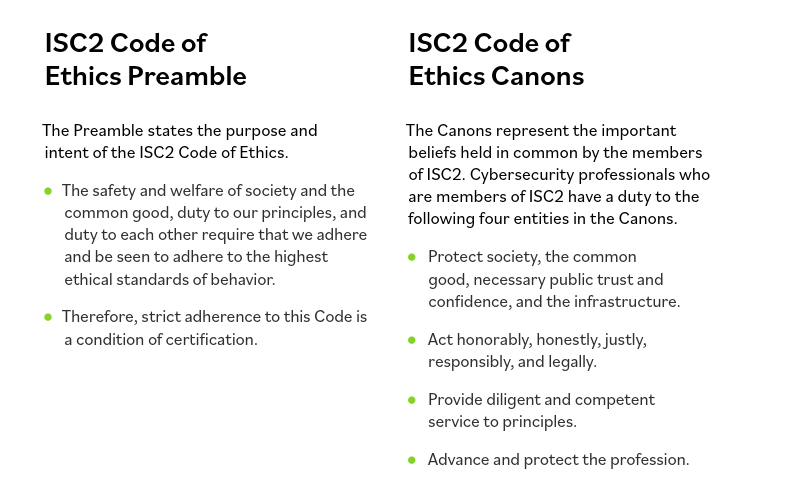 ISC2 Code of
Ethics Preamble
The Preamble states the purpose and
intent of the ISC2 Code of Ethics.
• The safety and welfare of society and the
common good, duty to our principles, and
duty to each other require that we adhere
and be seen to adhere to the highest
ethical standards of behavior.
• Therefore, strict adherence to this Code is
a condition of certification.
ISC2 Code of
Ethics Canons
The Canons represent the important
beliefs held in common by the members
of ISC2. Cybersecurity professionals who
are members of ISC2 have a duty to the
following four entities in the Canons.
• Protect society, the common
good, necessary public trust and
confidence, and the infrastructure.
• Act honorably, honestly, justly,
responsibly, and legally.
• Provide diligent and competent
service to principles.
• Advance and protect the profession.